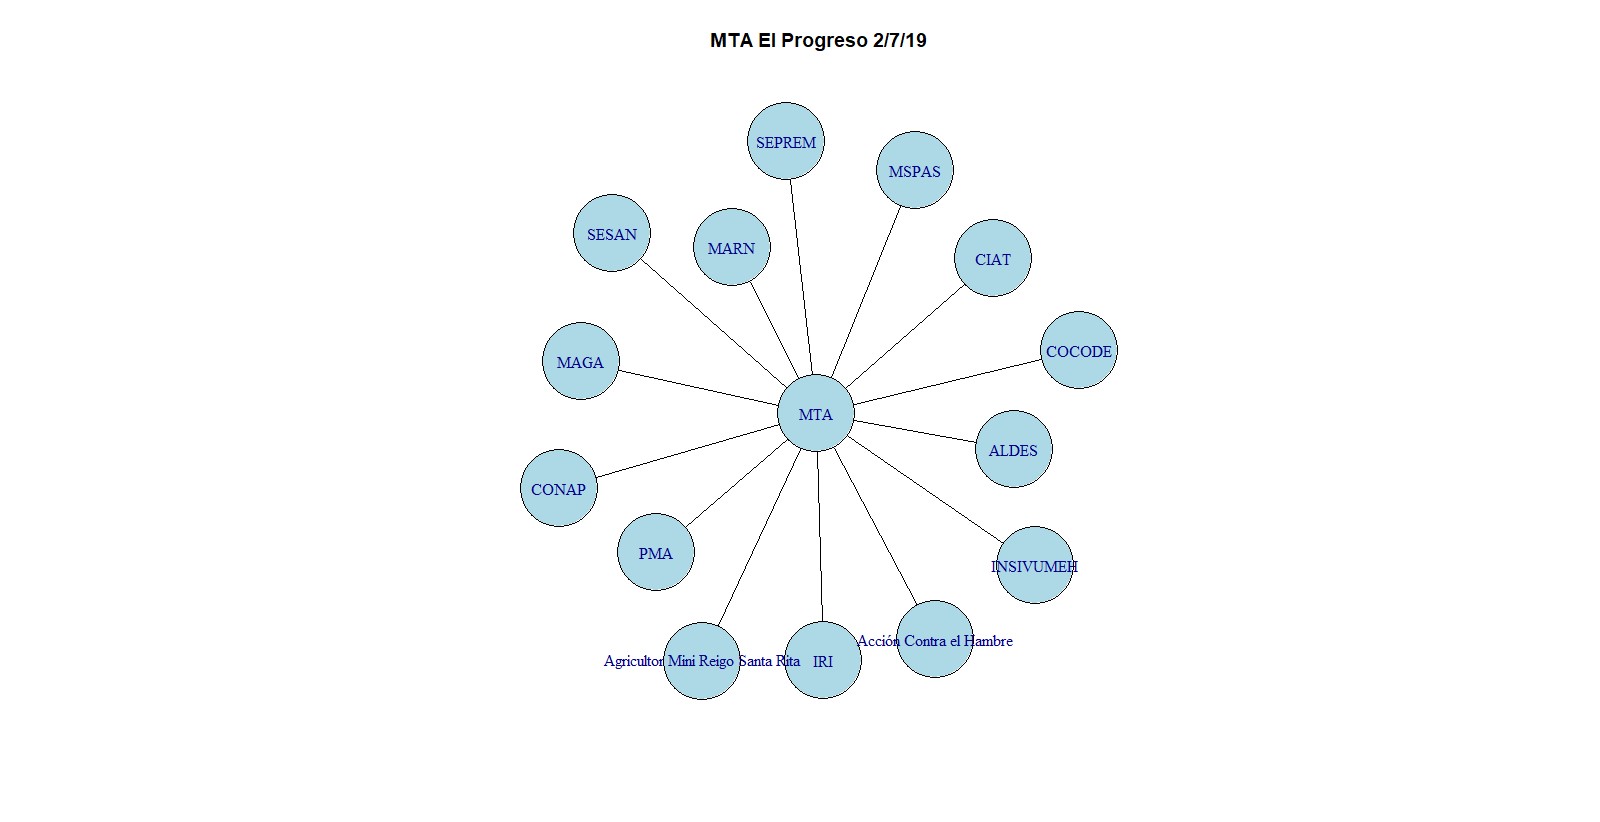 MTA El Progreso 2/7/19
SEPREM
MSPAS
SESAN
MARN
CIAT
COCODE
MAGA
MTA
ALDES
CONAP
PMA
INSIVUMEH
Acción Contra el Hambre
Agricultor Mini Reigo Santa Rita
IRI